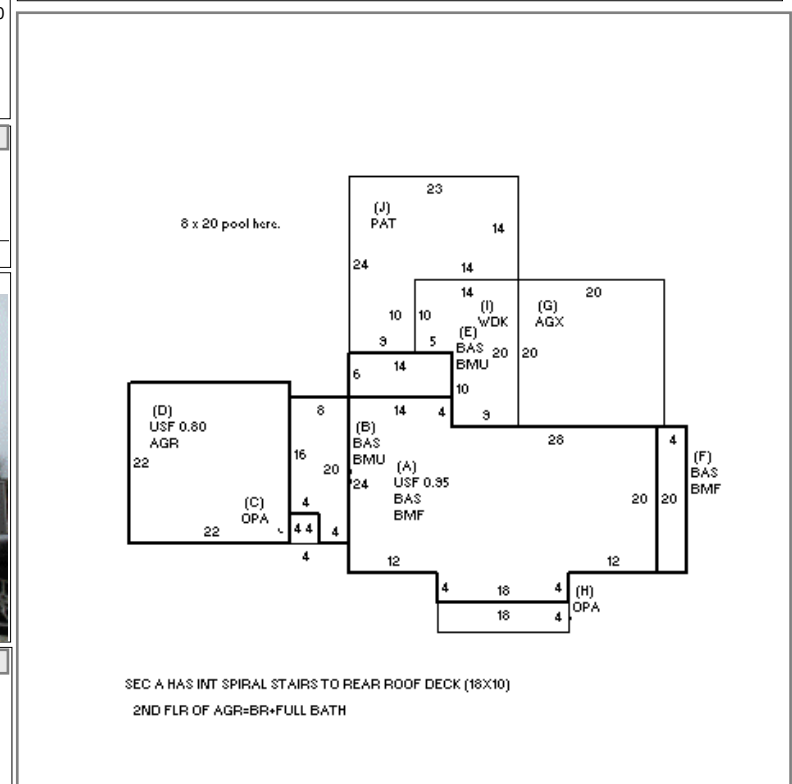 23
(J)
PAT
8 x 20 pool here.
14
24
14
14
20
(I)
WDK
(G)
AGX
10
10
(E)
BAS
BMU
9
5
20
20
14
6
10
(D)
USF 0.80
AGR
8
14
4
9
28
4
(B)
BAS
BMU
(F)
BAS
BMF
22
16
20
24
(A)
USF 0.95
BAS
BMF
20
20
(C)
OPA
4
4
4
4
22
4
12
12
4
18
4
(H)
OPA
18
4
SEC A HAS INT SPIRAL STAIRS TO REAR ROOF DECK (18X10)
2ND FLR OF AGR=BR+FULL BATH